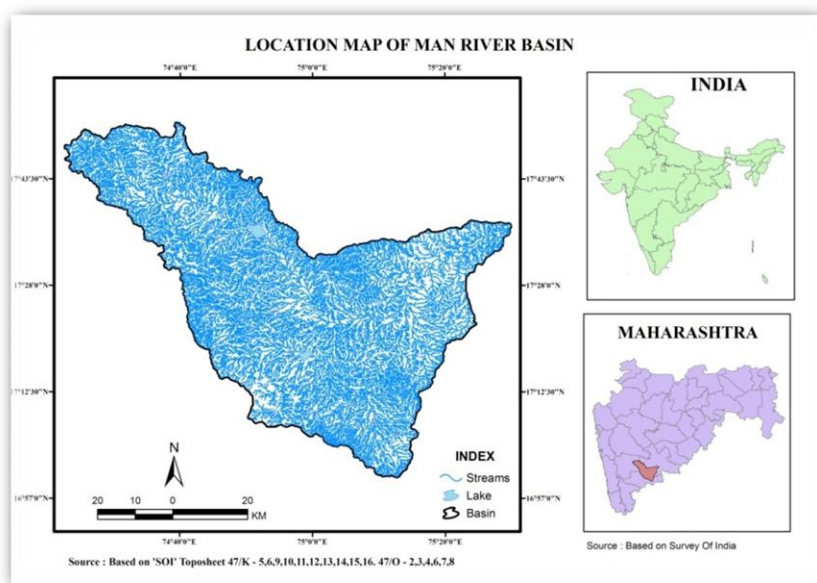 LOCATION MAP OF MAN RIVER BASIN
74°40'0"E 75°0'0"E 75°20'0"E
17°43'30"N 17°43'30"N
17°28'0"N 17°28'0"N
17°12'30"N 17°12'30"N
16°57'0"N 16°57'0"N
N
20 10 0 20
KM
INDEX
Streams
Lake
Basin
74°40'0"E 75°0'0"E 75°20'0"E
Source : Based on 'SOI' Toposheet 47/K - 5,6,9,10,11,12,13,14,15,16. 47/O - 2,3,4,6,7,8
INDIA
MAHARASHTRA
Source : Based on Survey Of India